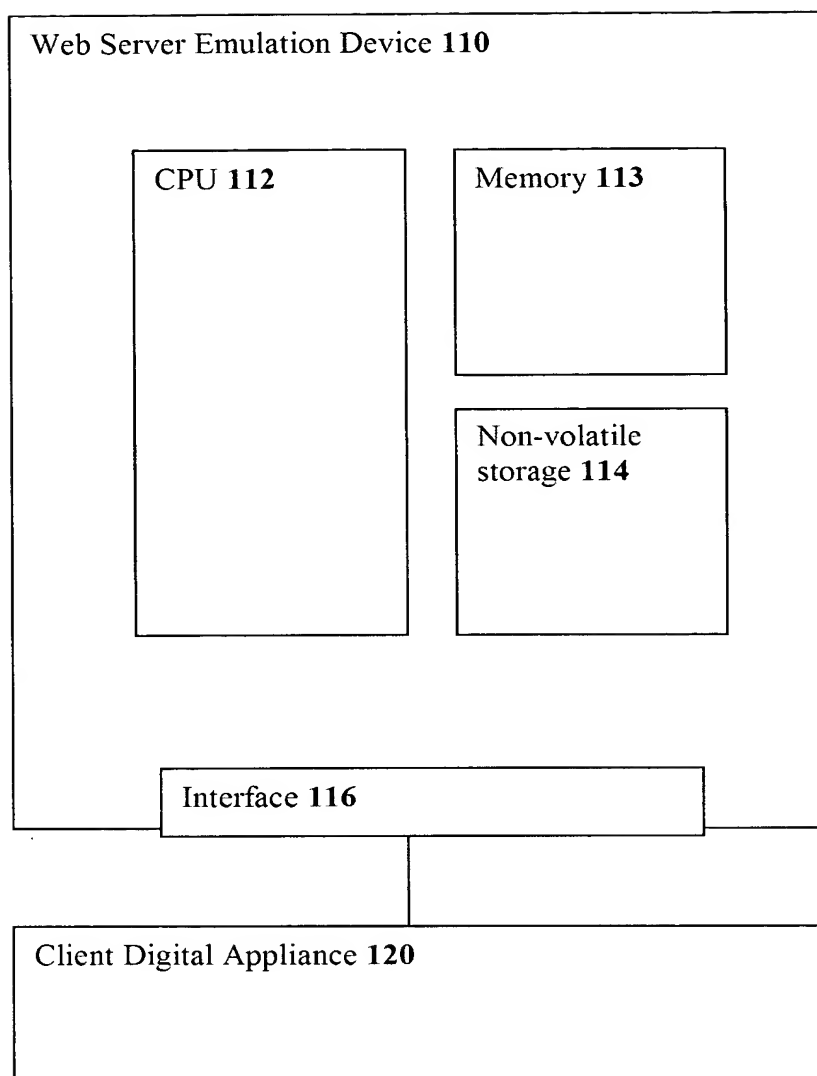 Web Server Emulation Device 110
CPU 112
Memory 113
Non-volatile
storage 114
Interface 116
Client Digital Appliance 120